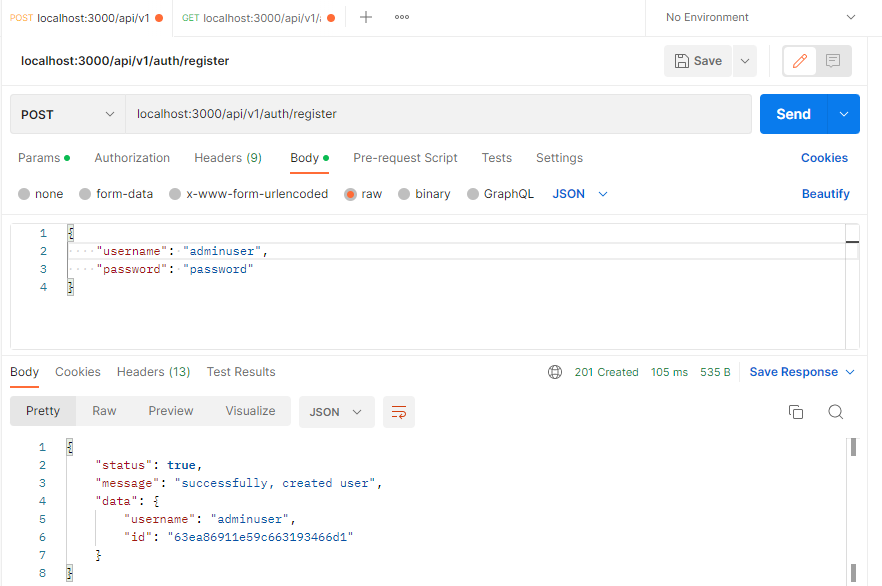 POST localhost:3000/api/v1 GET localhost:3000/api/v1/ No Environment
localhost:3000/api/v1/auth/register Save
POST localhost:3000/api/v1/auth/register Send
Params Authorization Headers (9) Body Pre-request Script Tests Settings Cookies
none form-data x-www-form-urlencoded raw binary GraphQL JSON Beautify
1 {
2 "username": "adminuser",
3 "password": "password"
4 }
Body Cookies Headers (13) Test Results 201 Created 105 ms 535 B Save Response
Pretty Raw Preview Visualize JSON
1 {
2 "status": true,
3 "message": "successfully, created user",
4 "data": {
5 "username": "adminuser",
6 "id": "63ea86911e59c663193466d1"
7 }
8 }